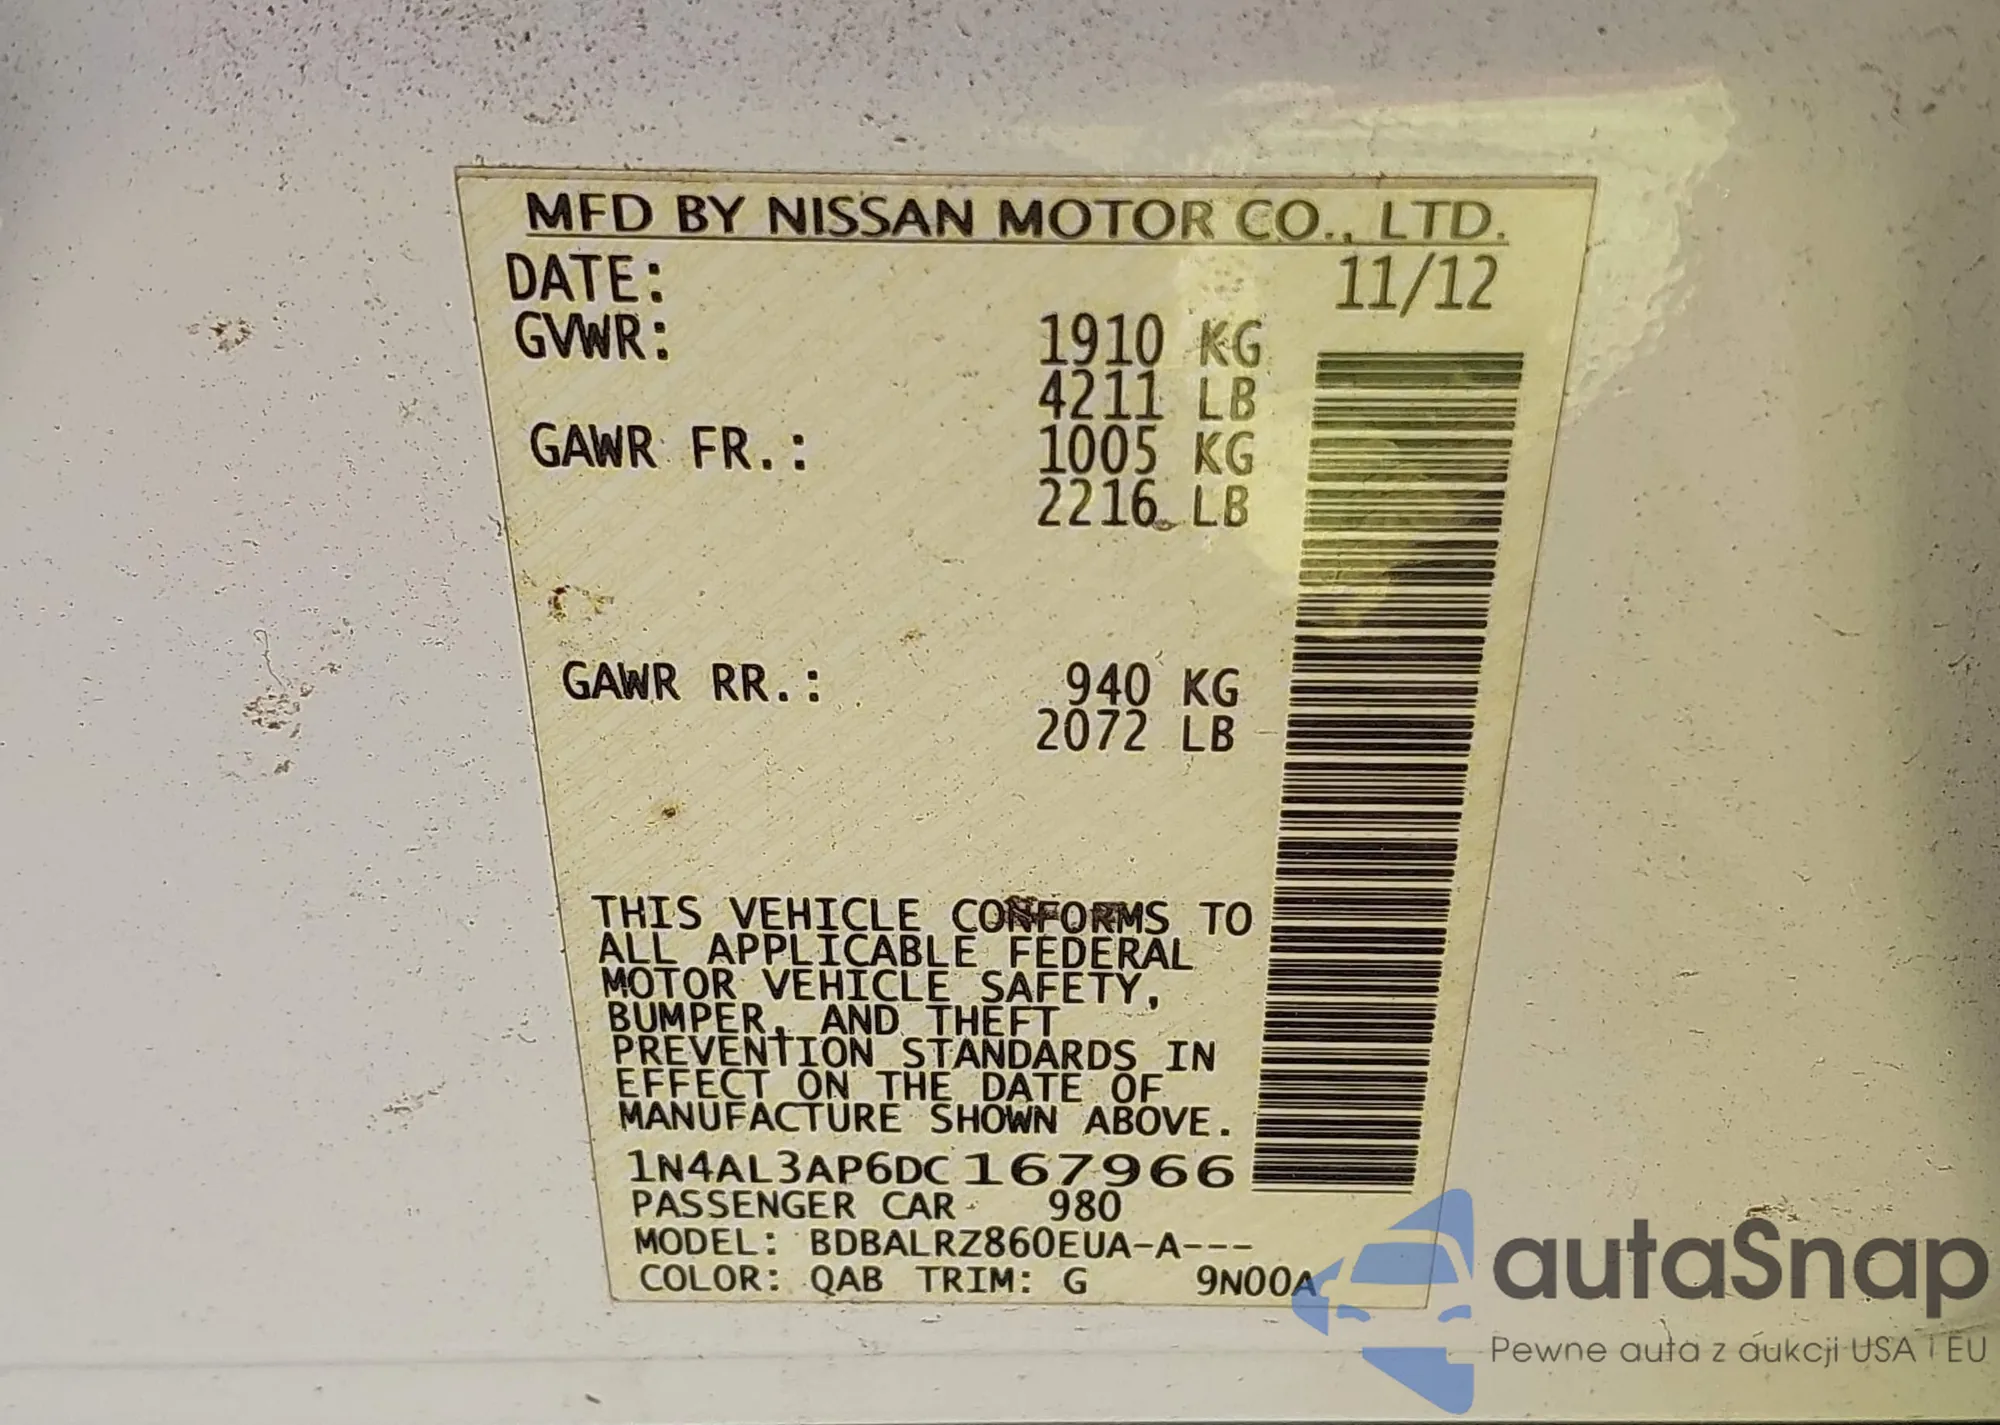 MFD BY NISSAN MOTOR CO., LTD.
DATE: 11/12
GVWR: 1910 KG
4211 LB
GAWR FR.: 1005 KG
2216 LB
GAWR RR.: 940 KG
2072 LB
THIS VEHICLE CONFORMS TO
ALL APPLICABLE FEDERAL
MOTOR VEHICLE SAFETY,
BUMPER, AND THEFT
PREVENTION STANDARDS IN
EFFECT ON THE DATE OF
MANUFACTURE SHOWN ABOVE.
1N4AL3AP6DC167966
PASSENGER CAR 980
MODEL: BDBALRZ860EUA-A---
COLOR: QAB TRIM: G 9N00A
autaSnap
Pewne auta z aukcji USA i EU